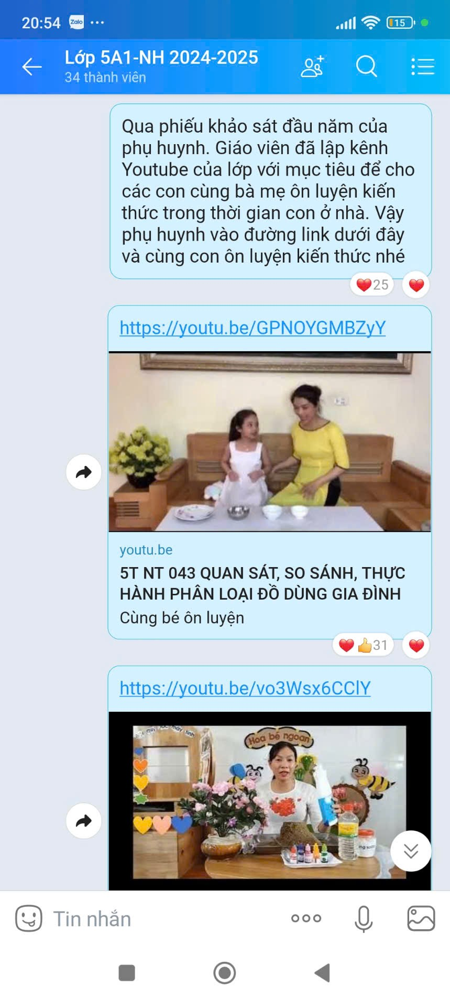 20:54 Zalo ...
15
Lớp 5A1-NH 2024-2025
34 thành viên
Qua phiếu khảo sát đầu năm của
phụ huynh. Giáo viên đã lập kênh
Youtube của lớp với mục tiêu để cho
các con cùng bà mẹ ôn luyện kiến
thức trong thời gian con ở nhà. Vậy
phụ huynh vào đường link dưới đây
và cùng con ôn luyện kiến thức nhé
25
https://youtu.be/GPNOYGMBZyY
youtu.be
5T NT 043 QUAN SÁT, SO SÁNH, THỰC
HÀNH PHÂN LOẠI ĐỒ DÙNG GIA ĐÌNH
Cùng bé ôn luyện
31
https://youtu.be/vo3Wsx6CClY
máy tính
Hoa bé ngoan
Tin nhắn